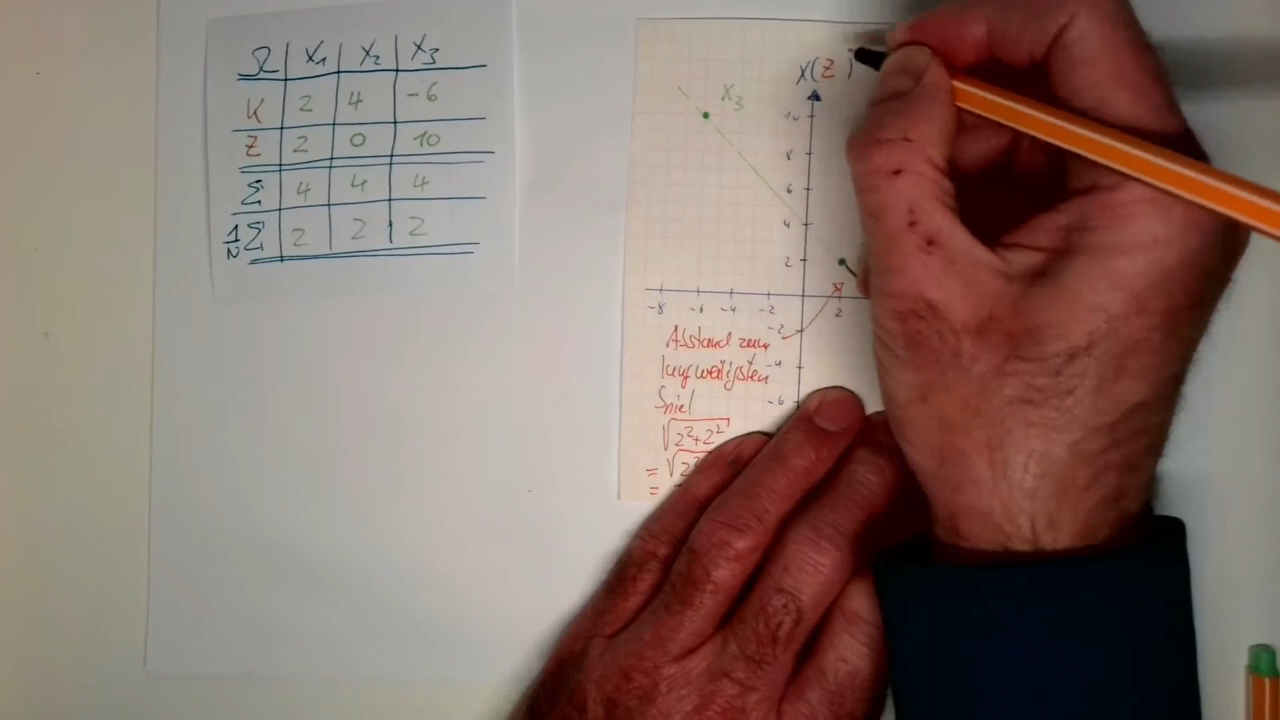 Ω X₁ X₂ X₃
K 2 4 -6
Z 2 0 10
Σ 4 4 4
1/N Σ 2 2 2
X(Z)
X₃
10
8
6
4
2
-8 -6 -4 -2 2
-2
-4
-6
Abstand zum
langweiligsten
Spiel
√2²+2²
= √2
=